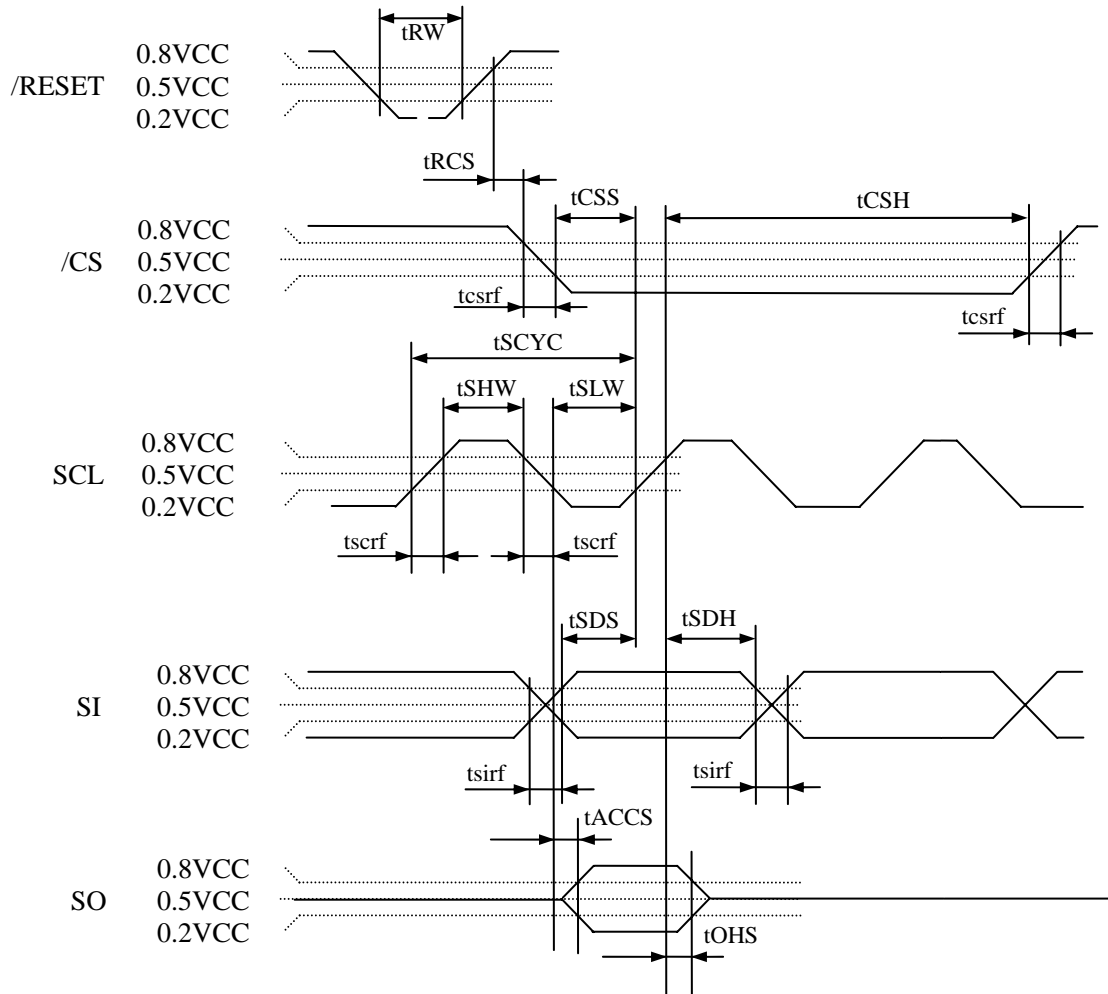 tRW
0.8VCC
/RESET 0.5VCC
0.2VCC
tRCS
tCSS tCSH
0.8VCC
/CS 0.5VCC
0.2VCC
tcsrf tcsrf
tSCYC
tSHW tSLW
0.8VCC
SCL 0.5VCC
0.2VCC
tscrf tscrf
tSDS tSDH
0.8VCC
SI 0.5VCC
0.2VCC
tsirf tsirf
tACCS
0.8VCC
SO 0.5VCC
0.2VCC
tOHS